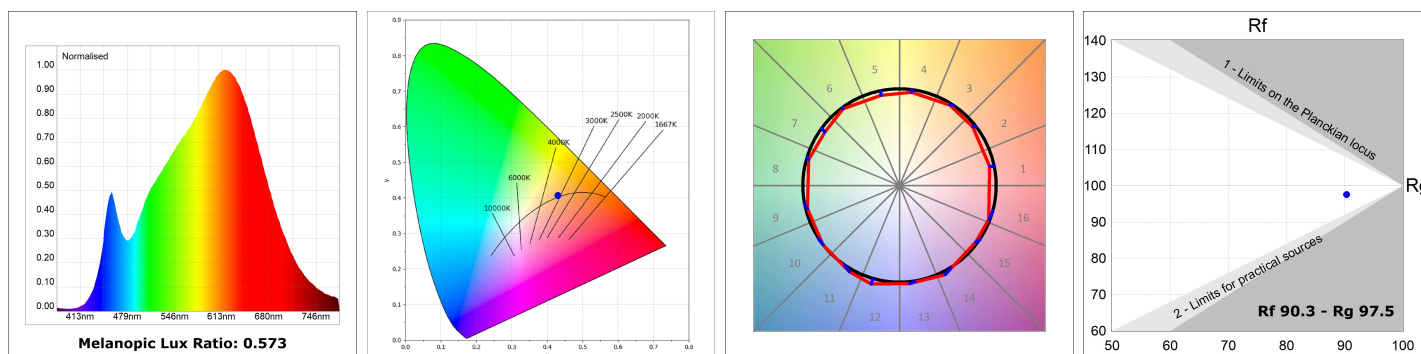 Normalised
1.00
0.90
0.80
0.70
0.60
0.50
0.40
0.30
0.20
0.10
0.00
413nm 479nm 546nm 613nm 680nm 746nm
Melanopic Lux Ratio: 0.573
0.9
0.8
0.7
0.6
0.5
0.4
0.3
0.2
0.1
0.0
y
0.0 0.1 0.2 0.3 0.4 0.5 0.6 0.7 0.8
10000K
6000K
4000K
3000K
2500K
2000K
1667K
1
2
3
4
5
6
7
8
9
10
11
12
13
14
15
16
Rf
140
130
120
110
100
90
80
70
60
50 60 70 80 90 100
Rg
1 - Limits on the Planckian locus
2 - Limits for practical sources
Rf 90.3 - Rg 97.5